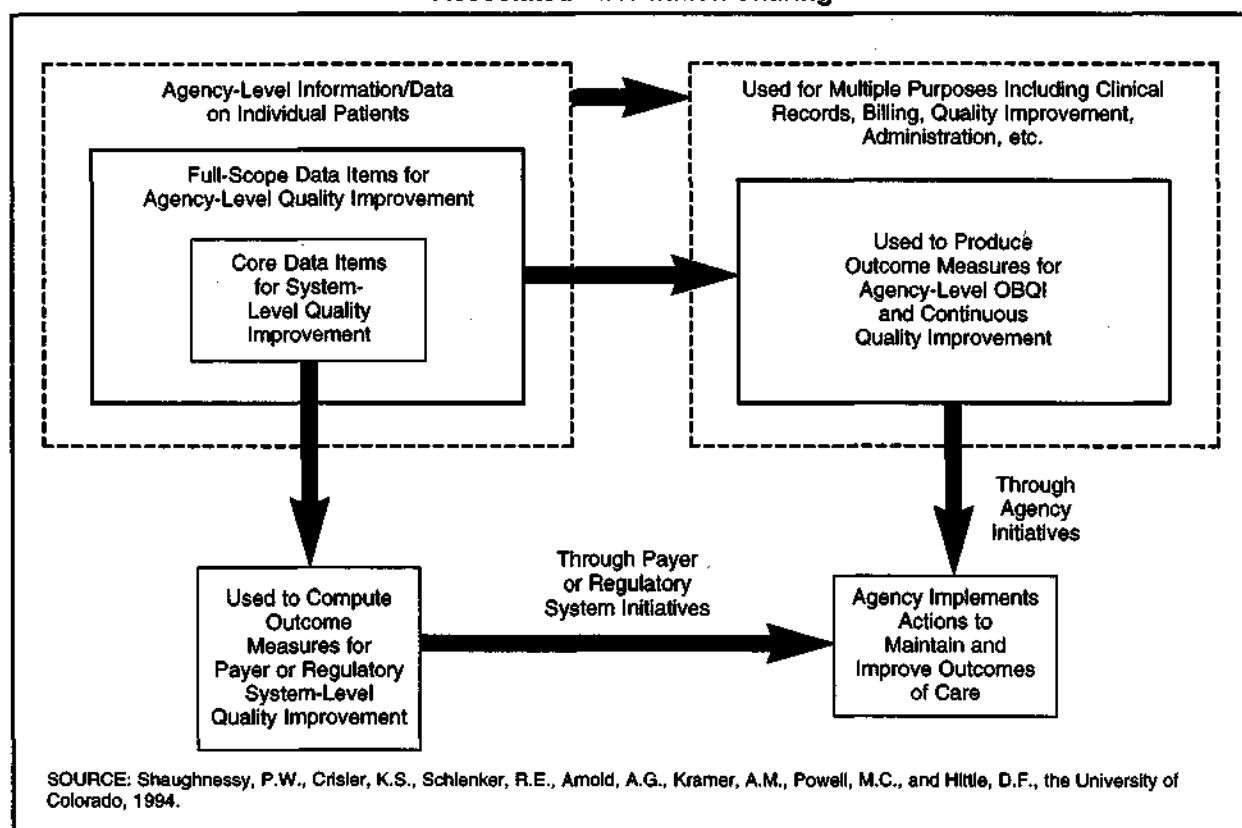 Agency-Level Information/Data
on Individual Patients
Used for Multiple Purposes Including Clinical
Records, Billing, Quality Improvement,
Administration, etc.
Full-Scope Data Items for
Agency-Level Quality Improvement
Core Data Items
for System-
Level Quality
Improvement
Used to Produce
Outcome Measures for
Agency-Level OBQI
and Continuous
Quality Improvement
Through
Agency
Initiatives
Through Payer
or Regulatory
System Initiatives
Used to Compute
Outcome
Measures for
Payer or Regulatory
System-Level
Quality Improvement
Agency Implements
Actions to
Maintain and
Improve Outcomes
of Care
SOURCE: Shaughnessy, P.W., Crisler, K.S., Schlenker, R.E., Arnold, A.G., Kramer, A.M., Powell, M.C., and Hittle, D.F., the University of
Colorado, 1994.